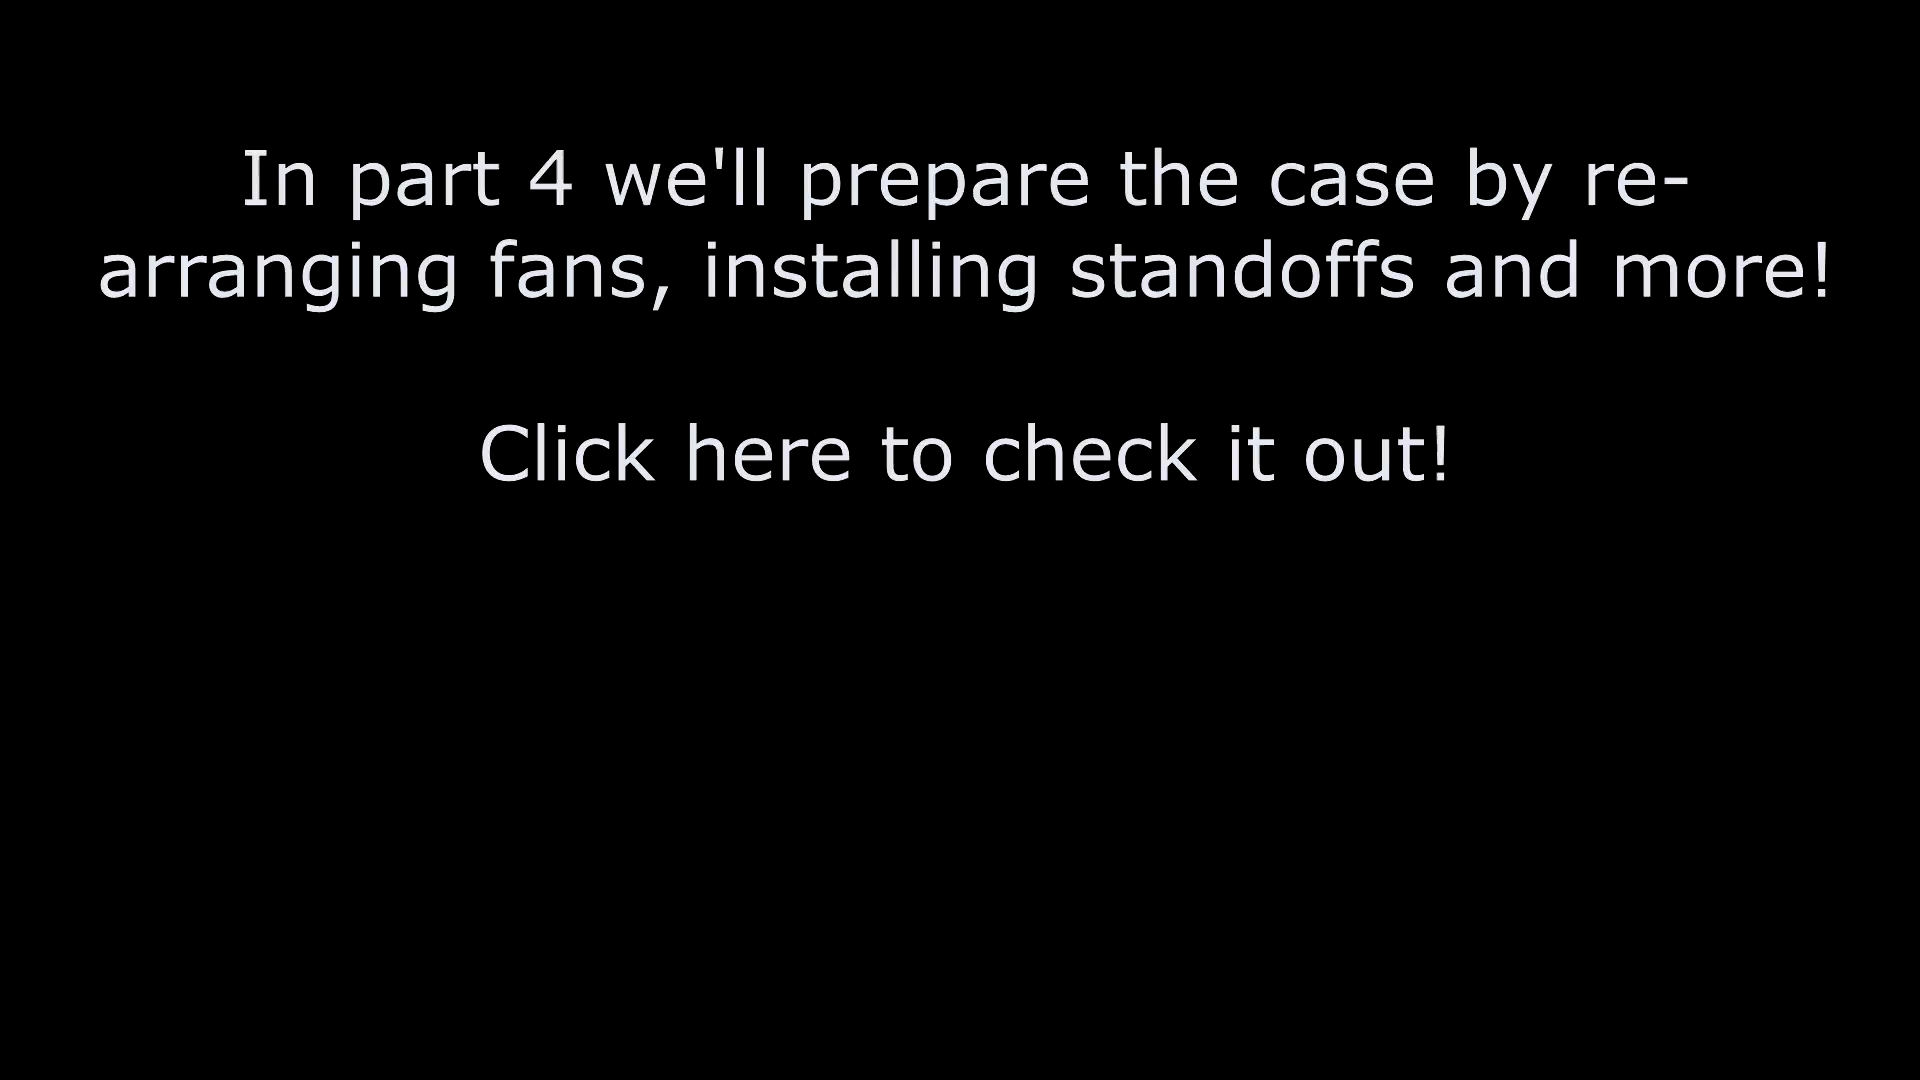 In part 4 we'll prepare the case by re-
arranging fans, installing standoffs and more!
Click here to check it out!